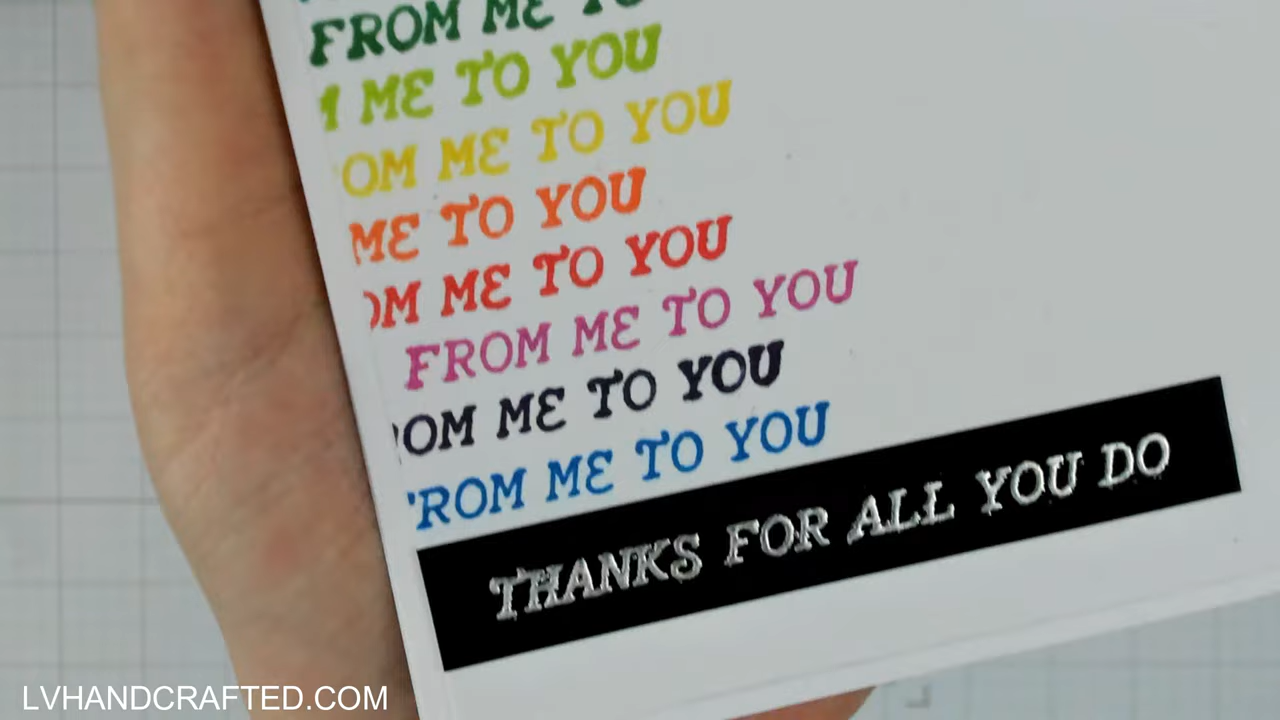 FROM ME TO
M ME TO YOU
OM ME TO YOU
ME TO YOU
OM ME TO YOU
FROM ME TO YOU
ROM ME TO YOU
FROM ME TO YOU
THANKS FOR ALL YOU DO
LVHANDCRAFTED.COM